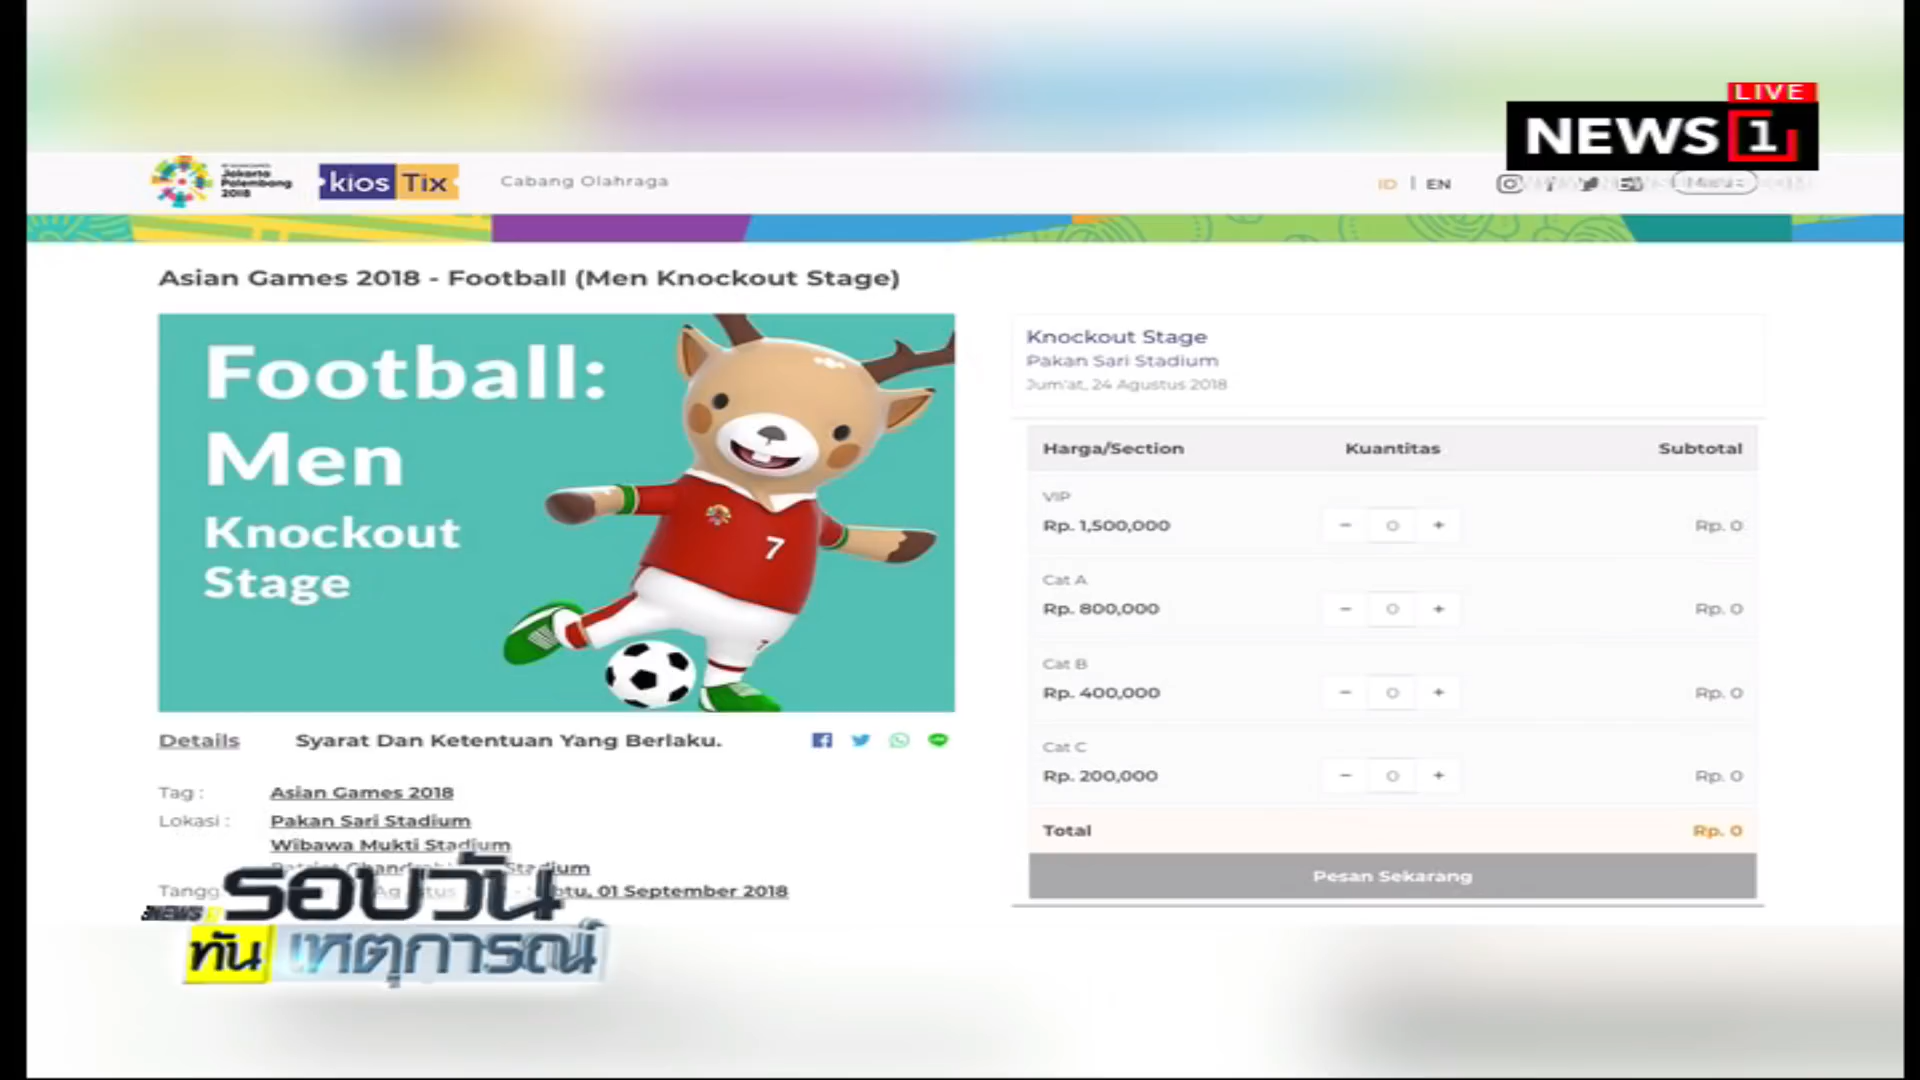 LIVE
NEWS 1
Jakarta
Palembang
2018
kiosTix
Cabang Olahraga
ID | EN
Asian Games 2018 - Football (Men Knockout Stage)
Football:
Men
Knockout
Stage
7
Knockout Stage
Pakan Sari Stadium
Jum'at, 24 Agustus 2018
Harga/Section Kuantitas Subtotal
VIP
Rp. 1,500,000 - 0 + Rp. 0
Cat A
Rp. 800,000 - 0 + Rp. 0
Cat B
Rp. 400,000 - 0 + Rp. 0
Cat C
Rp. 200,000 - 0 + Rp. 0
Total Rp. 0
Pesan Sekarang
Details Syarat Dan Ketentuan Yang Berlaku.
Tag : Asian Games 2018
Lokasi : Pakan Sari Stadium
Wibawa Mukti Stadium
Stadium
01 September 2018
NEWS 1
รอบวัน
ทัน เหตุการณ์